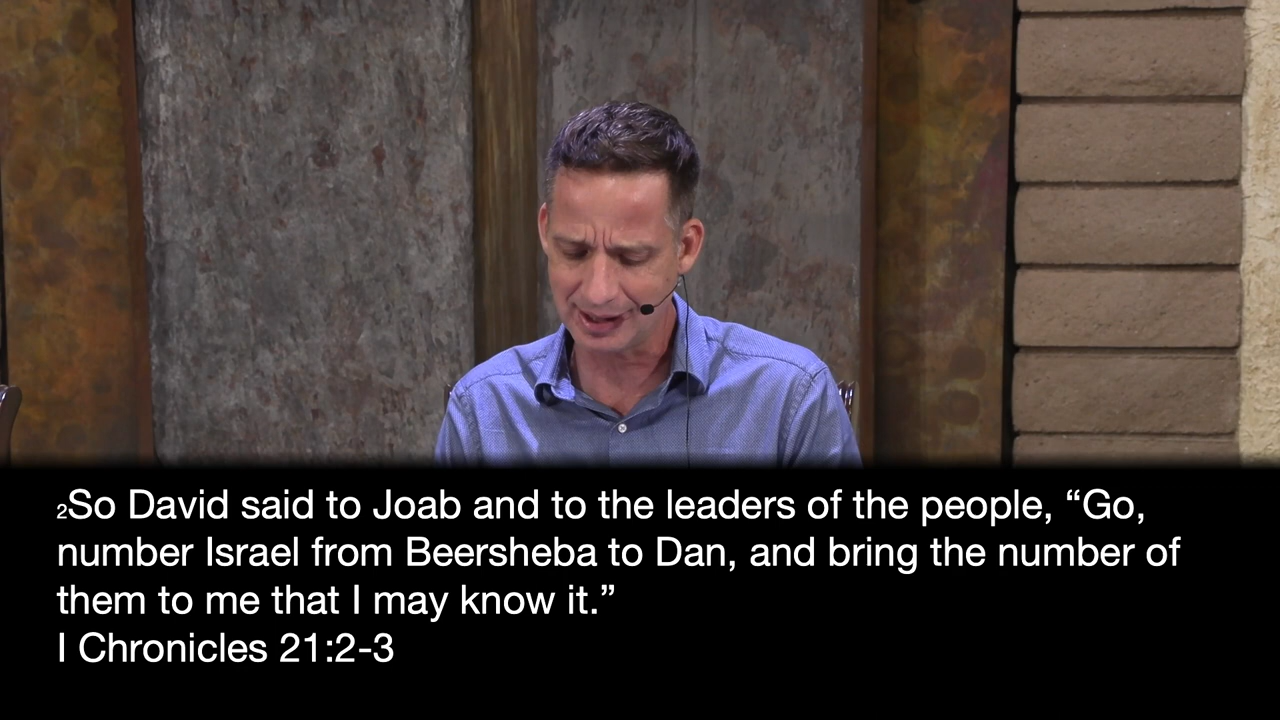 2So David said to Joab and to the leaders of the people, “Go,
number Israel from Beersheba to Dan, and bring the number of
them to me that I may know it.”
I Chronicles 21:2-3